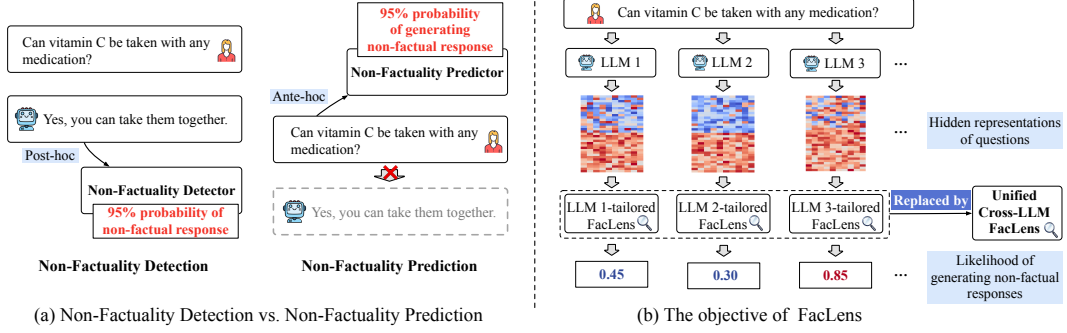 Can vitamin C be taken with any
medication?
Yes, you can take them together.
Post-hoc
Non-Factuality Detector
95% probability of
non-factual response
Non-Factuality Detection
95% probability
of generating
non-factual response
Non-Factuality Predictor
Ante-hoc
Can vitamin C be taken with any
medication?
Yes, you can take them together.
Non-Factuality Prediction
(a) Non-Factuality Detection vs. Non-Factuality Prediction
Can vitamin C be taken with any medication?
LLM 1
LLM 2
LLM 3
...
...
Hidden representations
of questions
LLM 1-tailored
FacLens
LLM 2-tailored
FacLens
LLM 3-tailored
FacLens
Replaced by
Unified
Cross-LLM
FacLens
0.45
0.30
0.85
...
Likelihood of
generating non-factual
responses
(b) The objective of FacLens